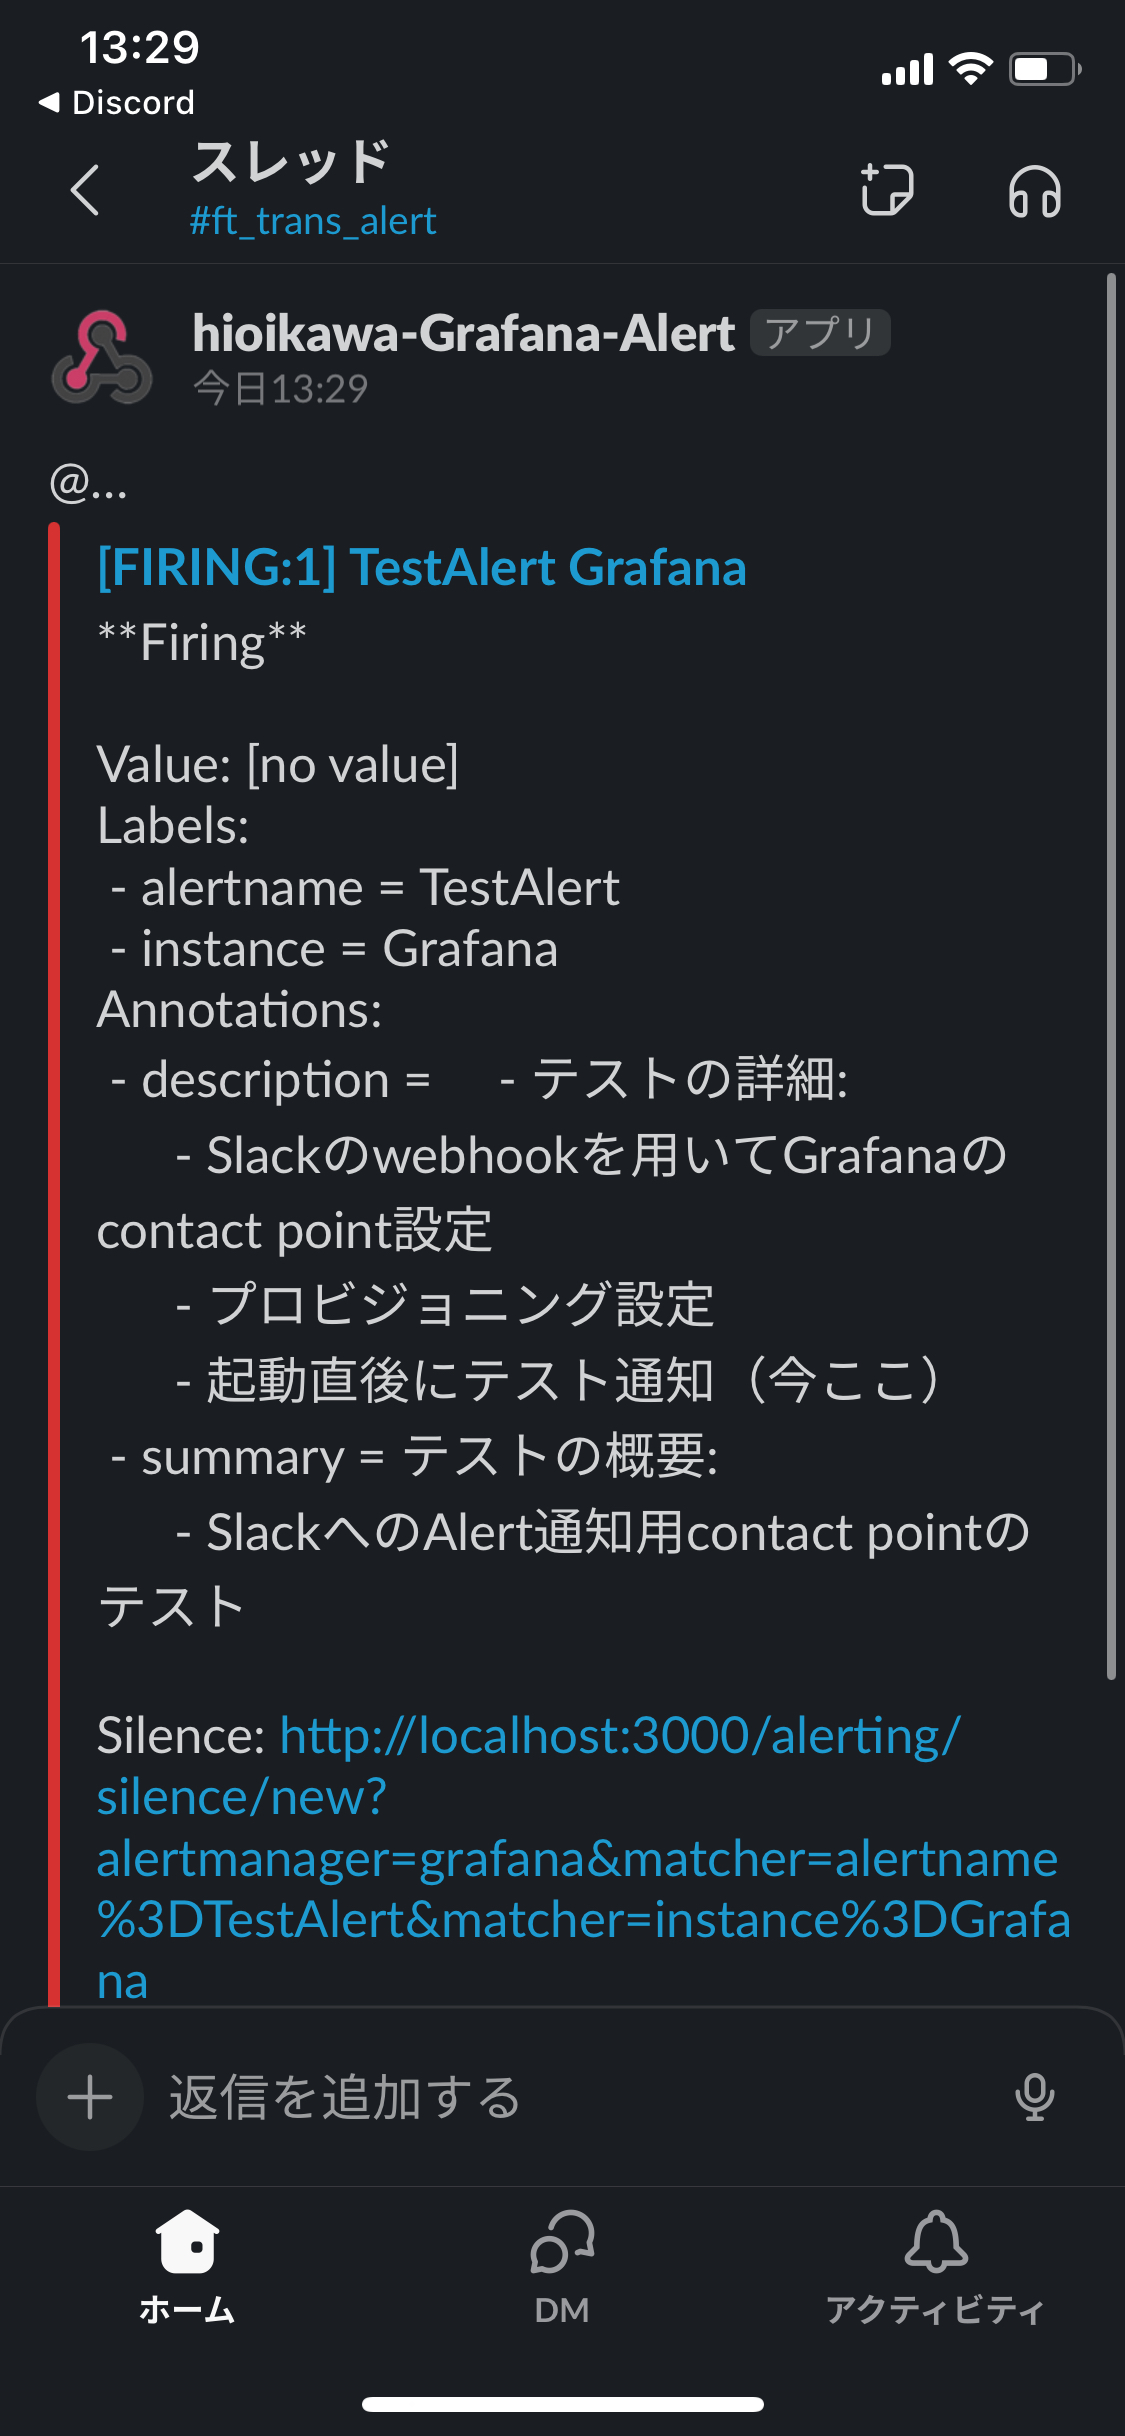 13:29
Discord
スレッド
#ft_trans_alert
hioikawa-Grafana-Alert アプリ
今日13:29
@...
[FIRING:1] TestAlert Grafana
**Firing**
Value: [no value]
Labels:
- alertname = TestAlert
- instance = Grafana
Annotations:
- description = - テストの詳細:
- Slackのwebhookを用いてGrafanaの
contact point設定
- プロビジョニング設定
- 起動直後にテスト通知（今ここ）
- summary = テストの概要:
- SlackへのAlert通知用contact pointの
テスト
Silence: http://localhost:3000/alerting/
silence/new?
alertmanager=grafana&matcher=alertname
%3DTestAlert&matcher=instance%3DGrafa
na
返信を追加する
ホーム
DM
アクティビティ